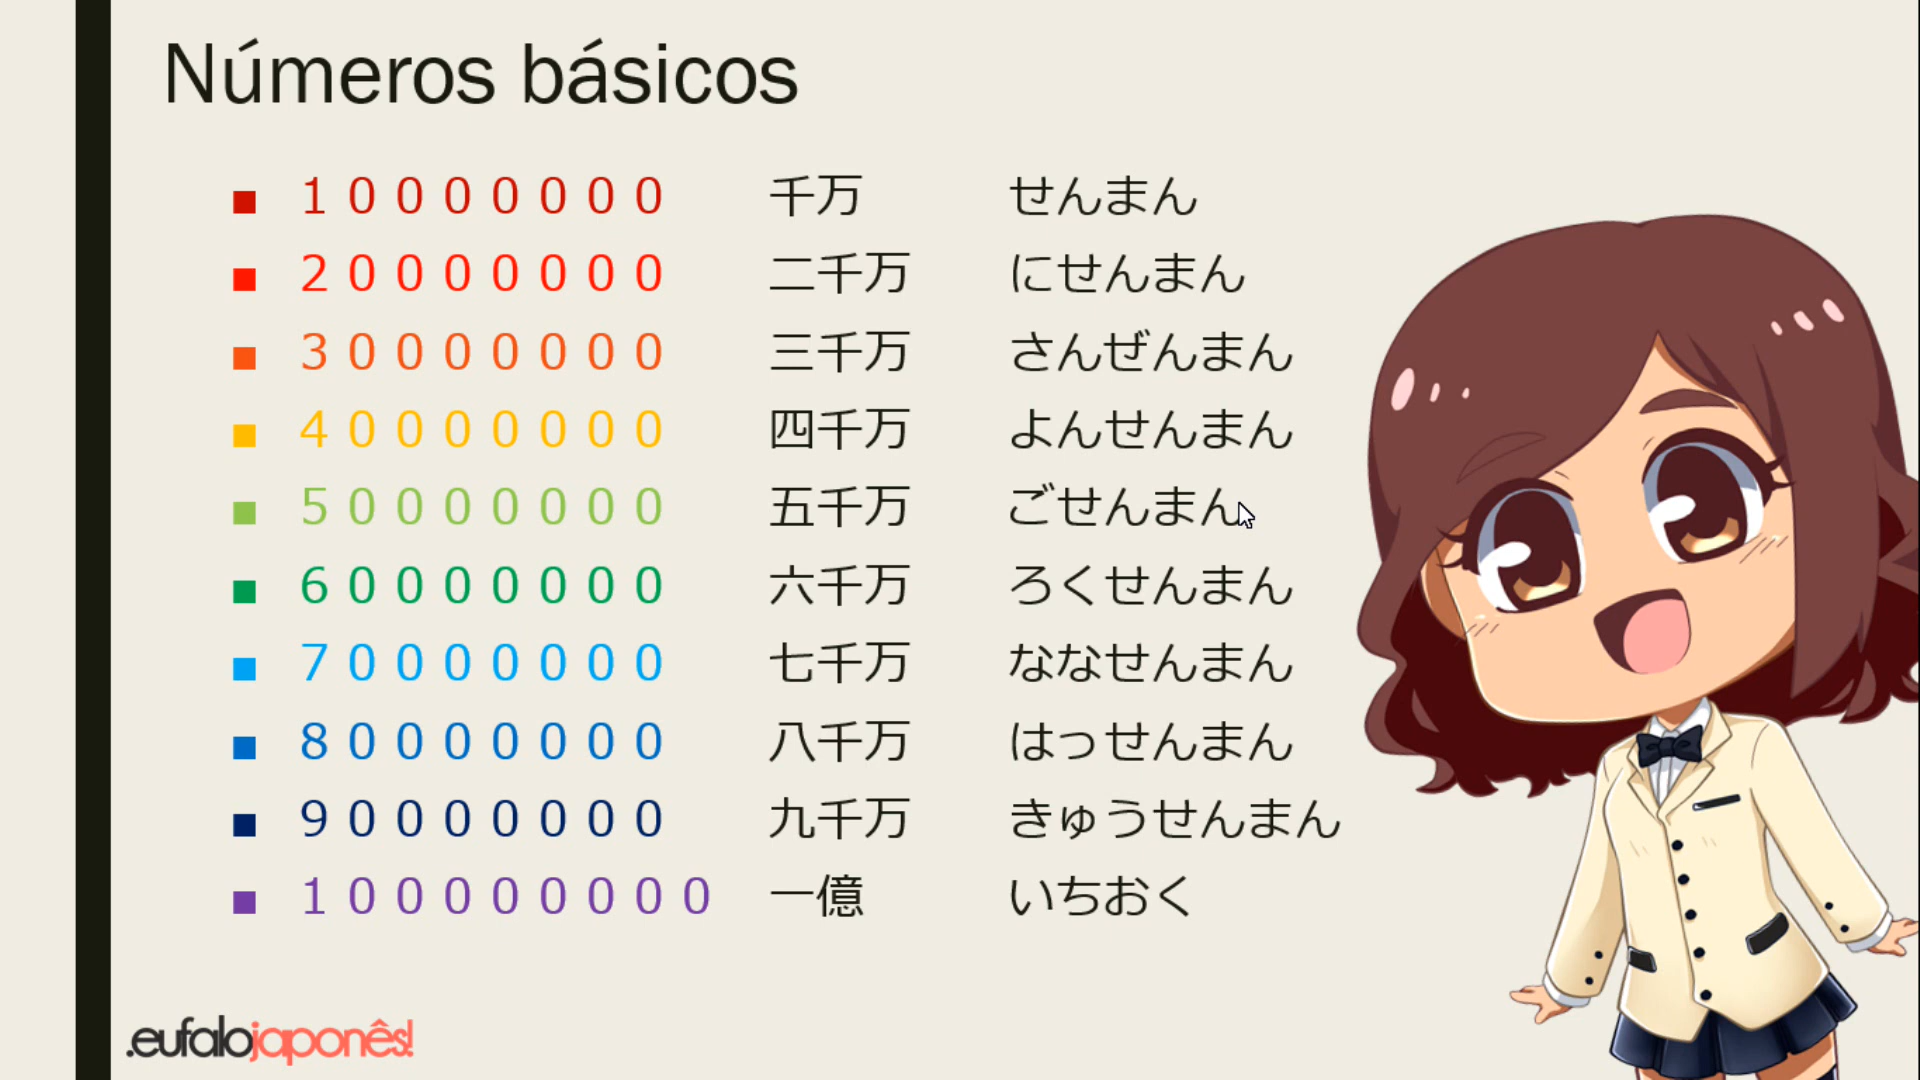 Números básicos
1 0 0 0 0 0 0 0 千万 せんまん
2 0 0 0 0 0 0 0 二千万 にせんまん
3 0 0 0 0 0 0 0 三千万 さんぜんまん
4 0 0 0 0 0 0 0 四千万 よんせんまん
5 0 0 0 0 0 0 0 五千万 ごせんまん
6 0 0 0 0 0 0 0 六千万 ろくせんまん
7 0 0 0 0 0 0 0 七千万 ななせんまん
8 0 0 0 0 0 0 0 八千万 はっせんまん
9 0 0 0 0 0 0 0 九千万 きゅうせんまん
1 0 0 0 0 0 0 0 0 一億 いちおく
.eufalojaponês!